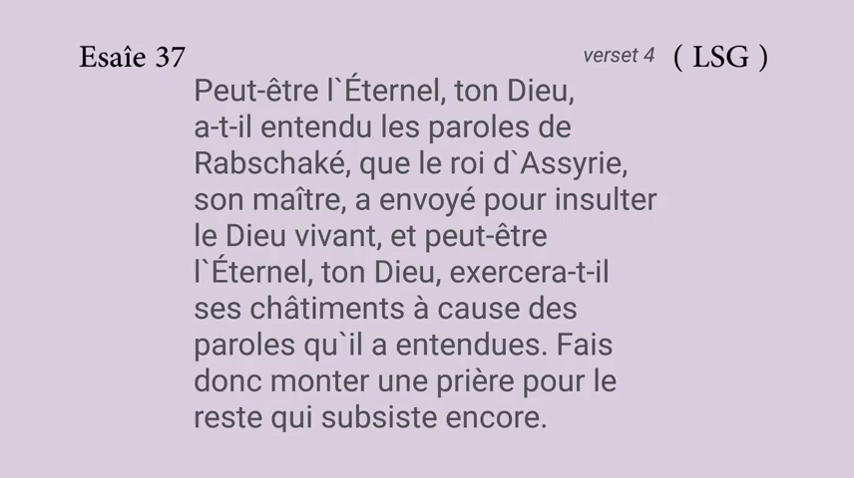 Esaîe 37 verset 4 ( LSG )
Peut-être l`Éternel, ton Dieu,
a-t-il entendu les paroles de
Rabschaké, que le roi d`Assyrie,
son maître, a envoyé pour insulter
le Dieu vivant, et peut-être
l`Éternel, ton Dieu, exercera-t-il
ses châtiments à cause des
paroles qu`il a entendues. Fais
donc monter une prière pour le
reste qui subsiste encore.